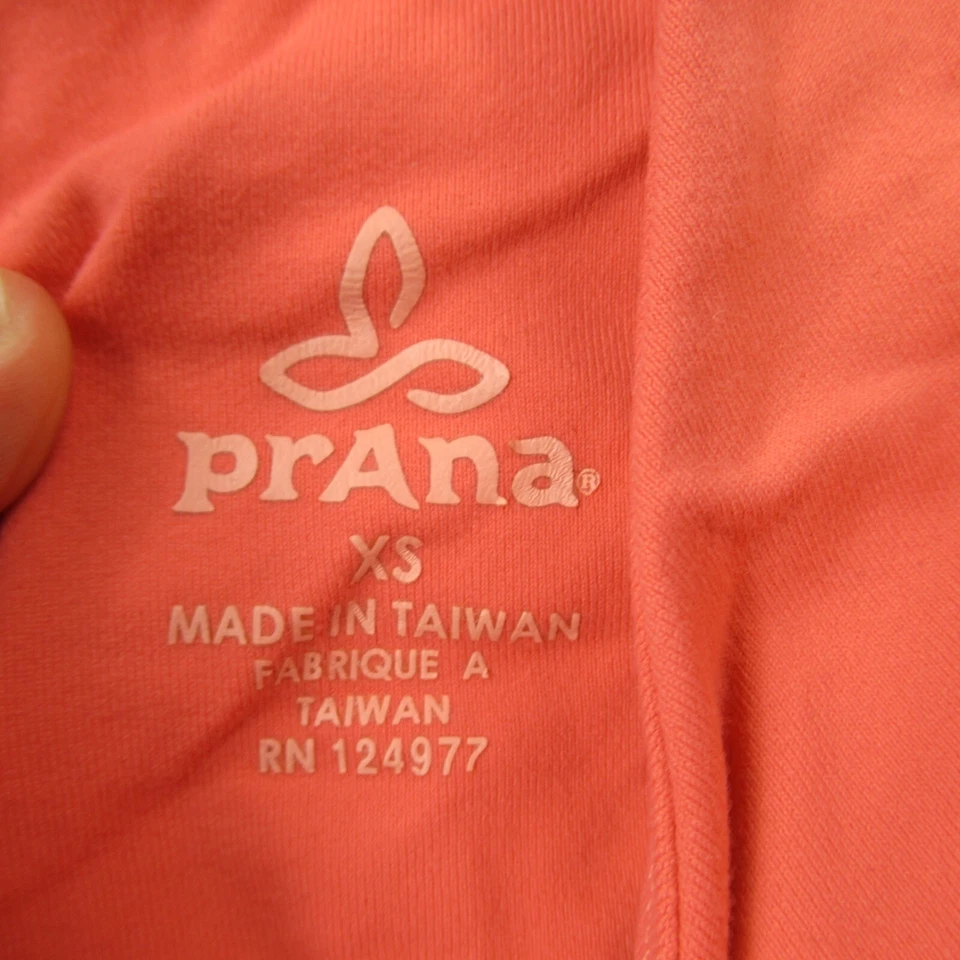 prAna®
XS
MADE IN TAIWAN
FABRIQUE A
TAIWAN
RN 124977